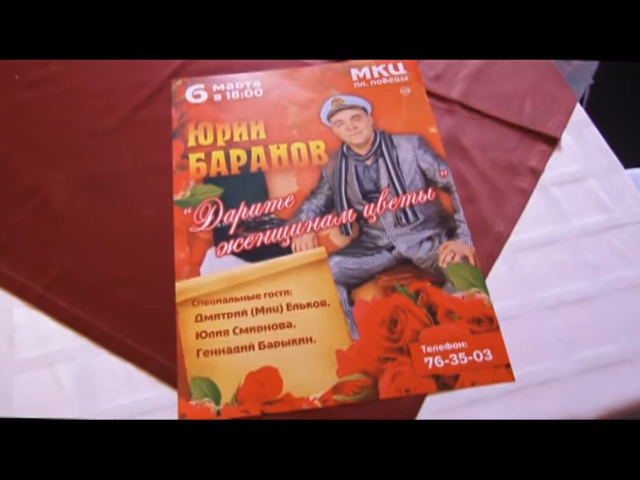 6 марта
в 18:00
МКЦ
пл. победы
Юрий
БАРАНОВ
"Дарите
женщинам цветы"
Специальные гости:
Дмитрий (Миц) Ельков,
Юлия Смирнова,
Геннадий Барыкин.
Телефон:
76-35-03